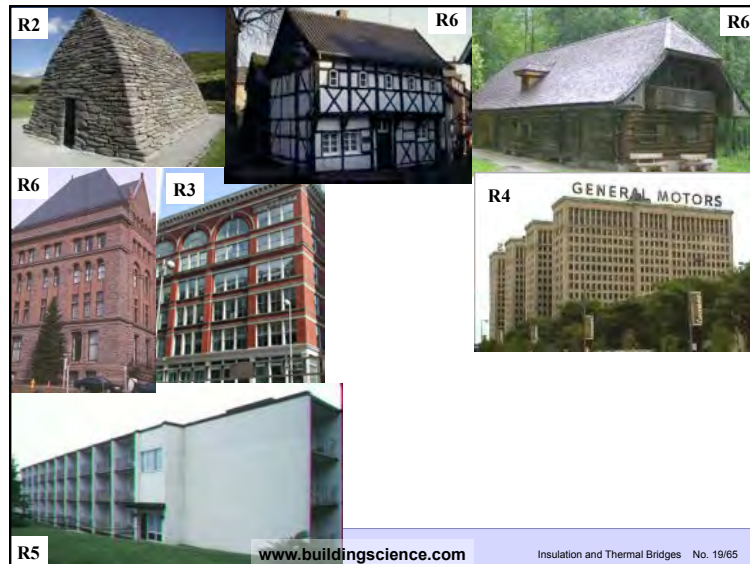 R2
R6
R6
R6
R3
R4
GENERAL MOTORS
R5
www.buildingscience.com
Insulation and Thermal Bridges No. 19/65